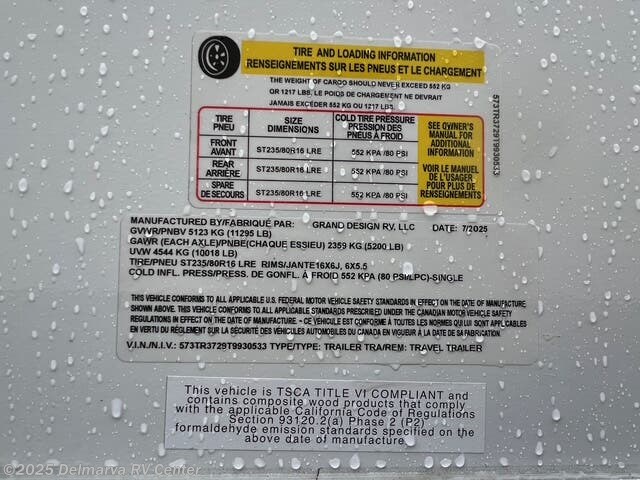 TIRE AND LOADING INFORMATION
RENSEIGNEMENTS SUR LES PNEUS ET LE CHARGEMENT
THE WEIGHT OF CARGO SHOULD NEVER EXCEED 552 KG
OR 1217 LBS. LE POIDS DE CHARGEMENT NE DEVRAIT
JAMAIS EXCÉDER 552 KG OU 1217 LBS.
TIRE PNEU SIZE DIMENSIONS COLD TIRE PRESSURE PRESSION DES PNEUS À FROID
FRONT AVANT ST235/80R16 LRE 552 KPA /80 PSI
REAR ARRIÈRE ST235/80R16 LRE 552 KPA /80 PSI
SPARE DE SECOURS ST235/80R16 LRE 552 KPA /80 PSI
SEE OWNER'S
MANUAL FOR
ADDITIONAL
INFORMATION
VOIR LE MANUEL
DE L'USAGER
POUR PLUS DE
RENSEIGNEMENTS
573TR3729T9930533
MANUFACTURED BY/FABRIQUÉ PAR: GRAND DESIGN RV, LLC DATE: 7/2025
GVWR/PNBV 5123 KG (11295 LB)
GAWR (EACH AXLE)/PNBE(CHAQUE ESSIEU) 2359 KG (5200 LB)
UVW 4544 KG (10018 LB)
TIRE/PNEU ST235/80R16 LRE RIMS/JANTE16X6J, 6X5.5
COLD INFL. PRESS/PRESS. DE GONFL. À FROID 552 KPA (80 PSI/LPC)-SINGLE
THIS VEHICLE CONFORMS TO ALL APPLICABLE U.S. FEDERAL MOTOR VEHICLE SAFETY STANDARDS IN EFFECT ON THE DATE OF MANUFACTURE
SHOWN ABOVE. THIS VEHICLE CONFORMS TO ALL APPLICABLE STANDARDS PRESCRIBED UNDER THE CANADIAN MOTOR VEHICLE SAFETY
REGULATIONS IN EFFECT ON THE DATE OF MANUFACTURE. - CE VÉHICULE EST CONFORME À TOUTES LES NORMES QUI LUI SONT APPLICABLES
EN VERTU DU RÈGLEMENT SUR LA SÉCURITÉ DES VÉHICULES AUTOMOBILES DU CANADA EN VIGUEUR À LA DATE DE SA FABRICATION.
V.I.N./N.I.V.: 573TR3729T9930533 TYPE/TYPE: TRAILER TRA/REM: TRAVEL TRAILER
This vehicle is TSCA TITLE VI COMPLIANT and
contains composite wood products that comply
with the applicable California Code of Regulations
Section 93120.2(a) Phase 2 (P2)
formaldehyde emission standards specified on the
above date of manufacture
©2025 Delmarva RV Center